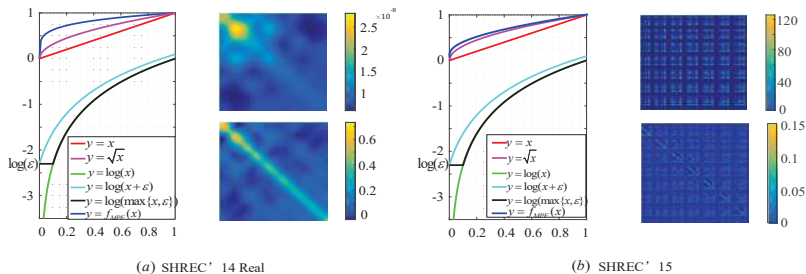 ×10⁻⁸
1
0
-1
-2
log(ε)
-3
0
0.2
0.4
0.6
0.8
1
y = x
y = √x
y = log(x)
y = log(x+ε)
y = log(max{x,ε})
y = f_MPE(x)
2.5
2
1.5
1
0.6
0.4
0.2
0
(a) SHREC' 14 Real
1
0
-1
-2
log(ε)
-3
0
0.2
0.4
0.6
0.8
1
y = x
y = √x
y = log(x)
y = log(x+ε)
y = log(max{x,ε})
y = f_MPE(x)
120
80
40
0
0.15
0.1
0.05
0
(b) SHREC' 15